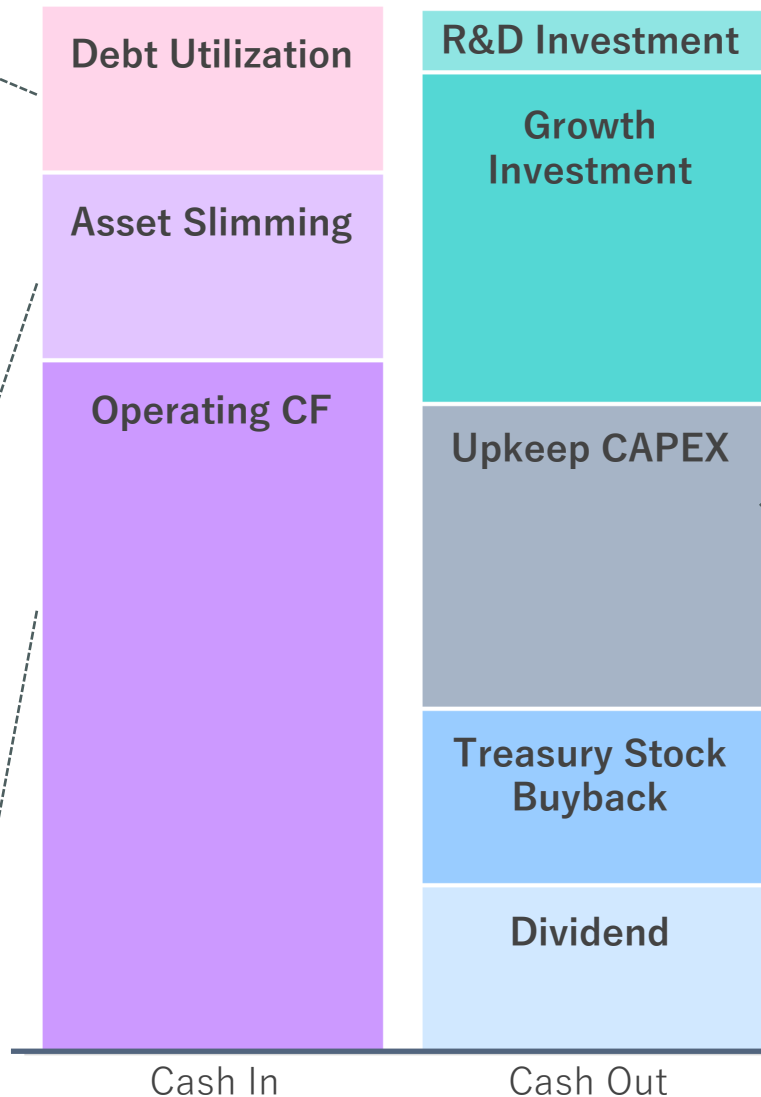 Debt Utilization
Asset Slimming
Operating CF
Cash In
R&D Investment
Growth
Investment
Upkeep CAPEX
Treasury Stock
Buyback
Dividend
Cash Out